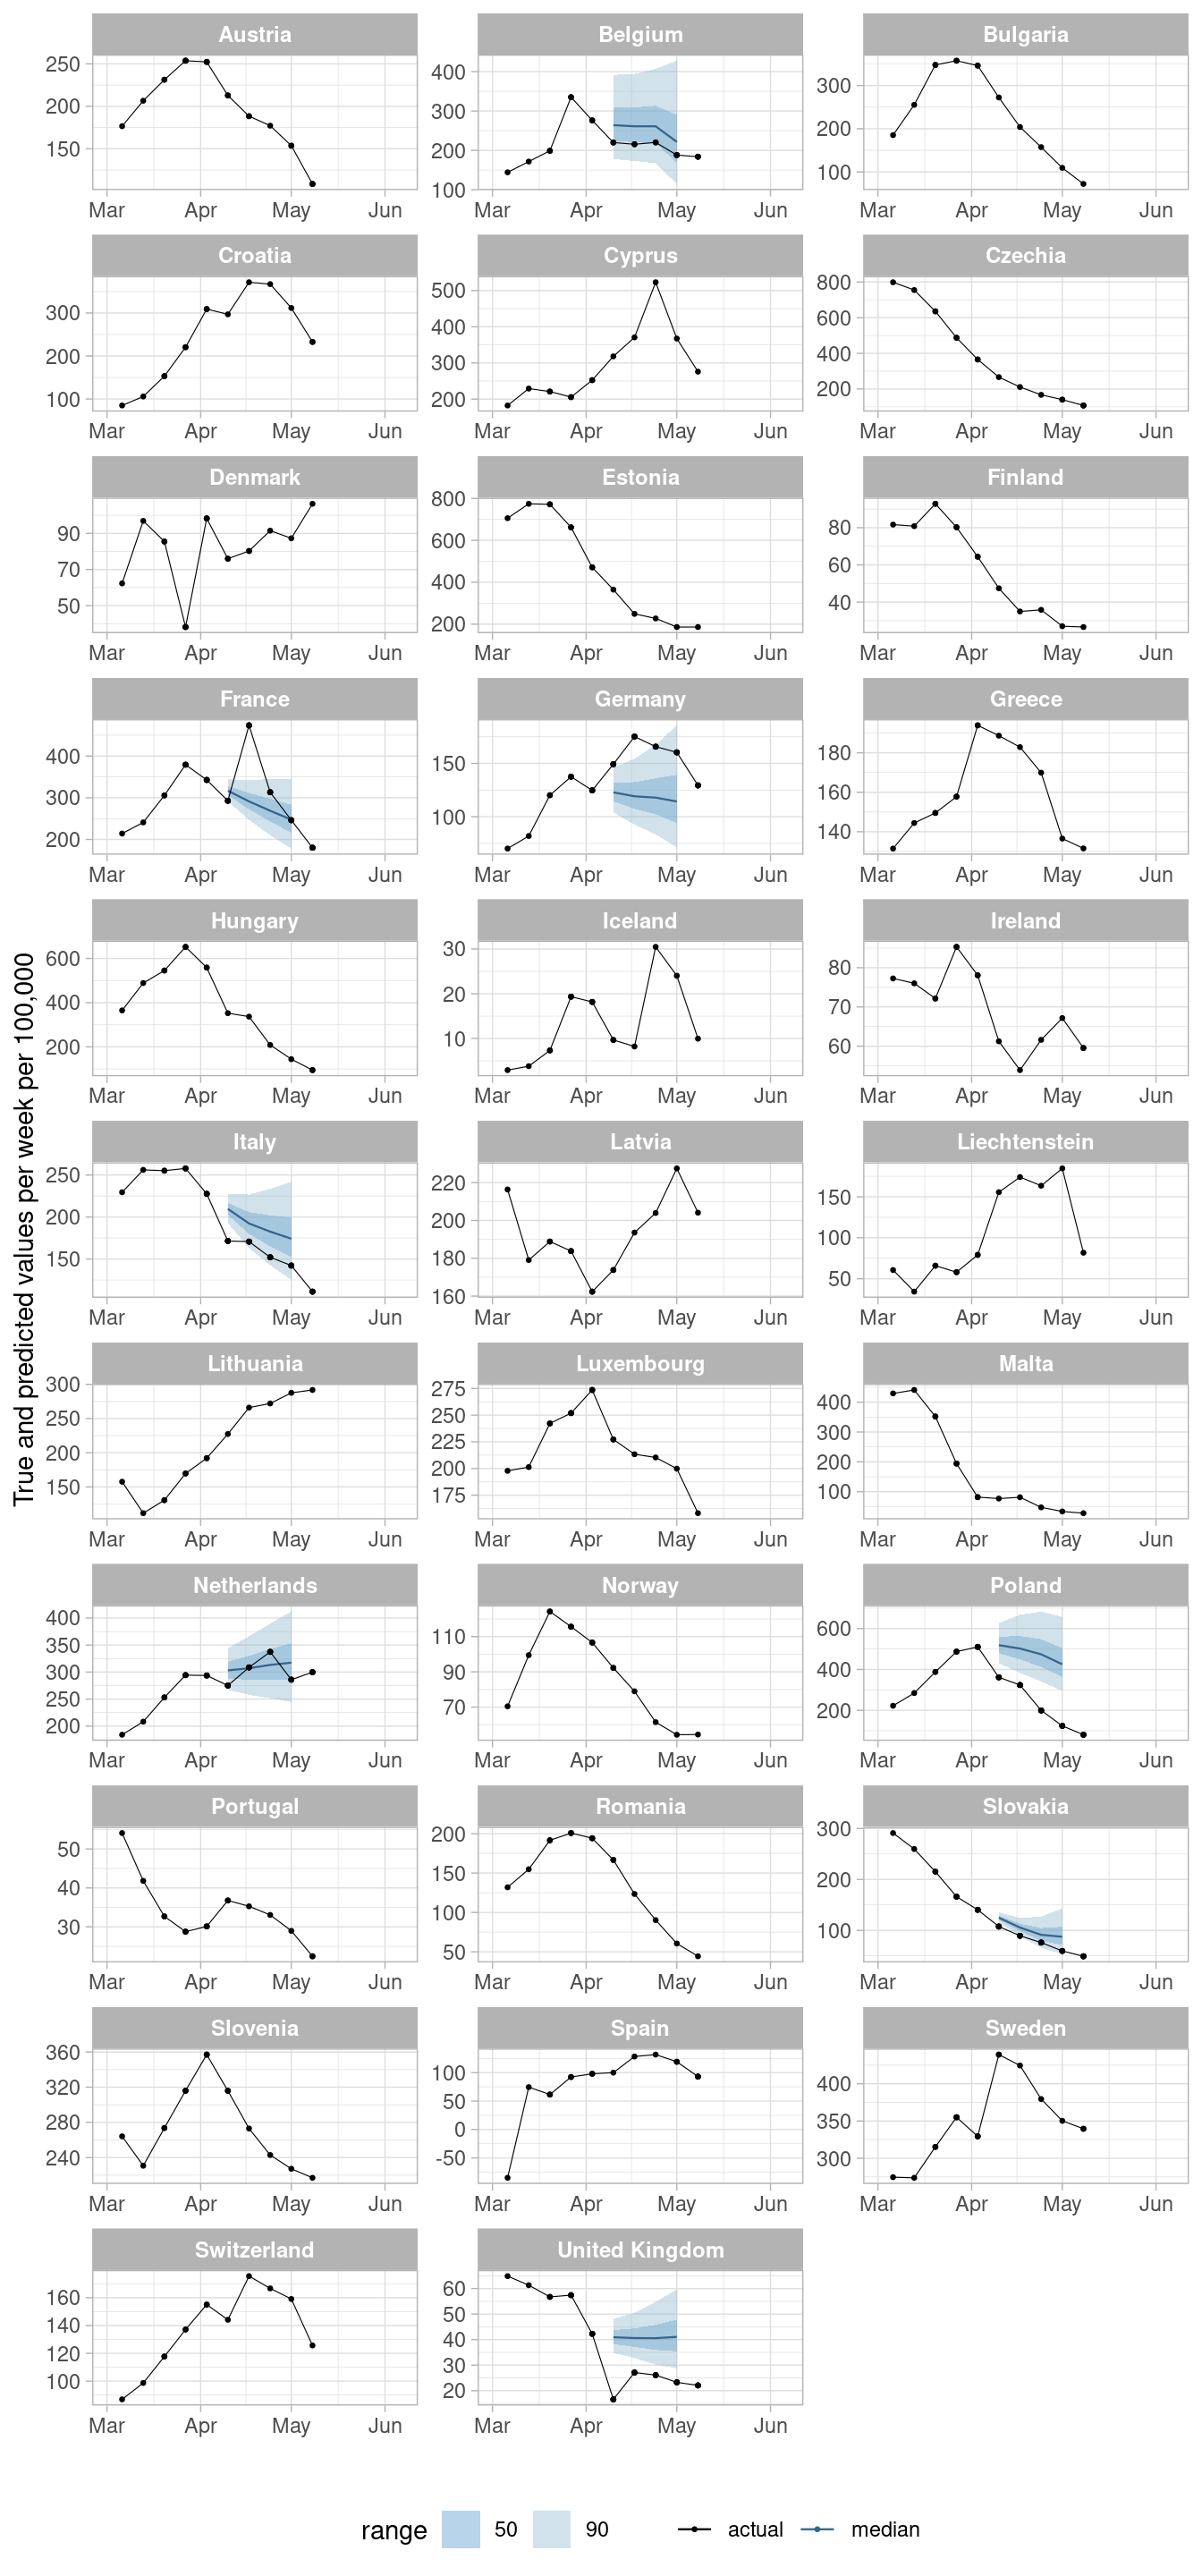 True and predicted values per week per 100,000
Austria
250
200
150
Mar Apr May Jun
Belgium
400
300
200
100
Mar Apr May Jun
Bulgaria
300
200
100
Mar Apr May Jun
Croatia
300
200
100
Mar Apr May Jun
Cyprus
500
400
300
200
Mar Apr May Jun
Czechia
800
600
400
200
Mar Apr May Jun
Denmark
90
70
50
Mar Apr May Jun
Estonia
800
600
400
200
Mar Apr May Jun
Finland
80
60
40
Mar Apr May Jun
France
400
300
200
Mar Apr May Jun
Germany
150
100
Mar Apr May Jun
Greece
180
160
140
Mar Apr May Jun
Hungary
600
400
200
Mar Apr May Jun
Iceland
30
20
10
Mar Apr May Jun
Ireland
80
70
60
Mar Apr May Jun
Italy
250
200
150
Mar Apr May Jun
Latvia
220
200
180
160
Mar Apr May Jun
Liechtenstein
150
100
50
Mar Apr May Jun
Lithuania
300
250
200
150
Mar Apr May Jun
Luxembourg
275
250
225
200
175
Mar Apr May Jun
Malta
400
300
200
100
Mar Apr May Jun
Netherlands
400
350
300
250
200
Mar Apr May Jun
Norway
110
90
70
Mar Apr May Jun
Poland
600
400
200
Mar Apr May Jun
Portugal
50
40
30
Mar Apr May Jun
Romania
200
150
100
50
Mar Apr May Jun
Slovakia
300
200
100
Mar Apr May Jun
Slovenia
360
320
280
240
Mar Apr May Jun
Spain
100
50
0
-50
Mar Apr May Jun
Sweden
400
350
300
Mar Apr May Jun
Switzerland
160
140
120
100
Mar Apr May Jun
United Kingdom
60
50
40
30
20
Mar Apr May Jun
range 50 90 actual median